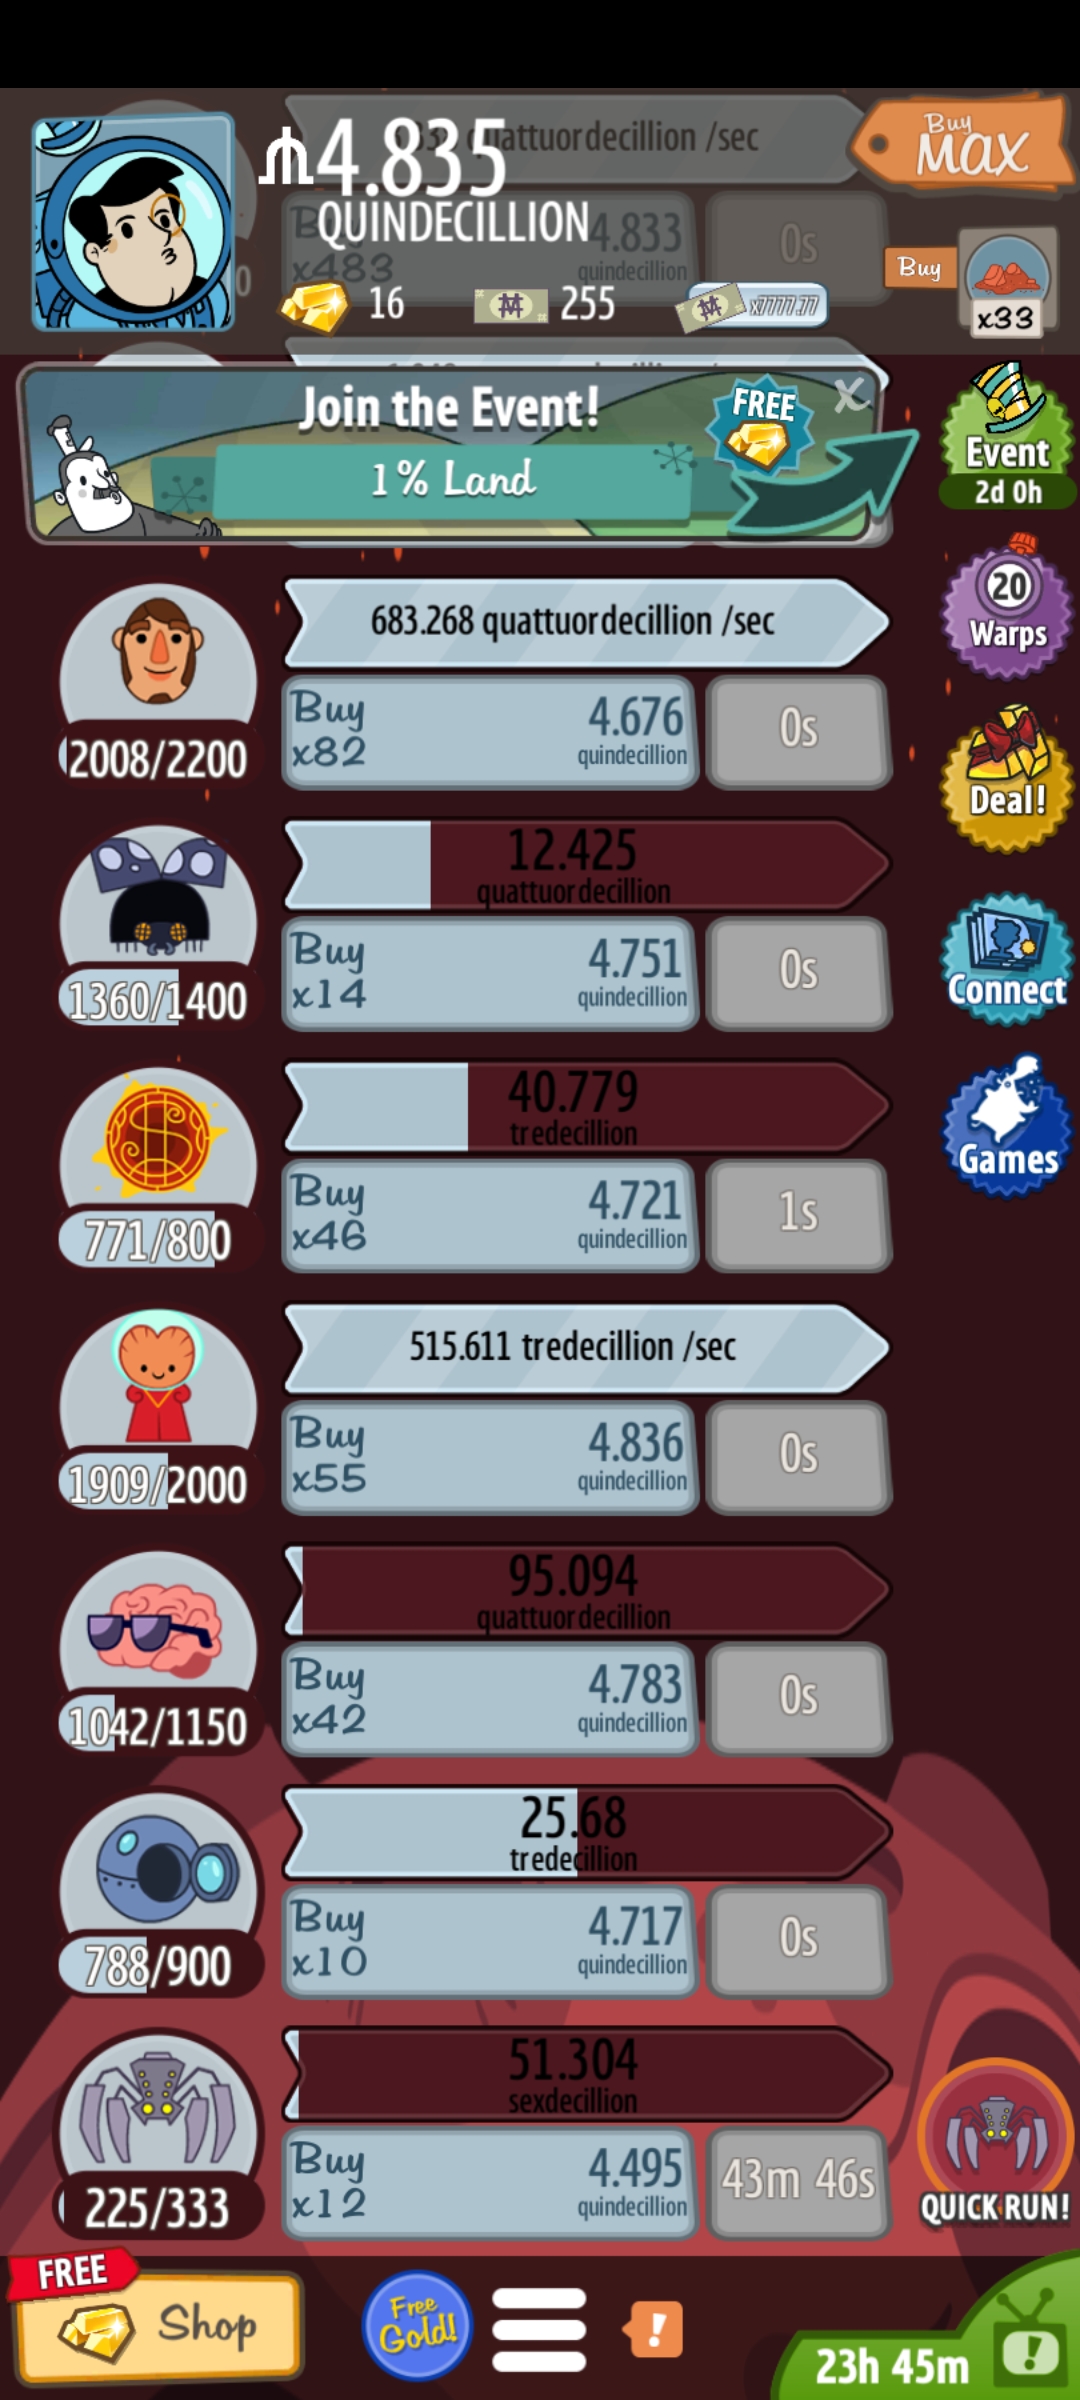 quattuordecillion /sec
4.835
QUINDECILLION
Buy
MAX
x483
4.833
quindecillion
0s
16
255
x7777.77
Buy
x33
Join the Event!
1% Land
FREE
X
Event
2d 0h
683.268 quattuordecillion /sec
20
Warps
Buy
x82
4.676
quindecillion
0s
2008/2200
Deal!
12.425
quattuordecillion
Buy
x14
4.751
quindecillion
0s
1360/1400
Connect
40.779
tredecillion
Buy
x46
4.721
quindecillion
1s
771/800
Games
515.611 tredecillion /sec
Buy
x55
4.836
quindecillion
0s
1909/2000
95.094
quattuordecillion
Buy
x42
4.783
quindecillion
0s
1042/1150
25.68
tredecillion
Buy
x10
4.717
quindecillion
0s
788/900
51.304
sexdecillion
Buy
x12
4.495
quindecillion
43m 46s
225/333
QUICK RUN!
FREE
Shop
Free
Gold!
!
23h 45m
!